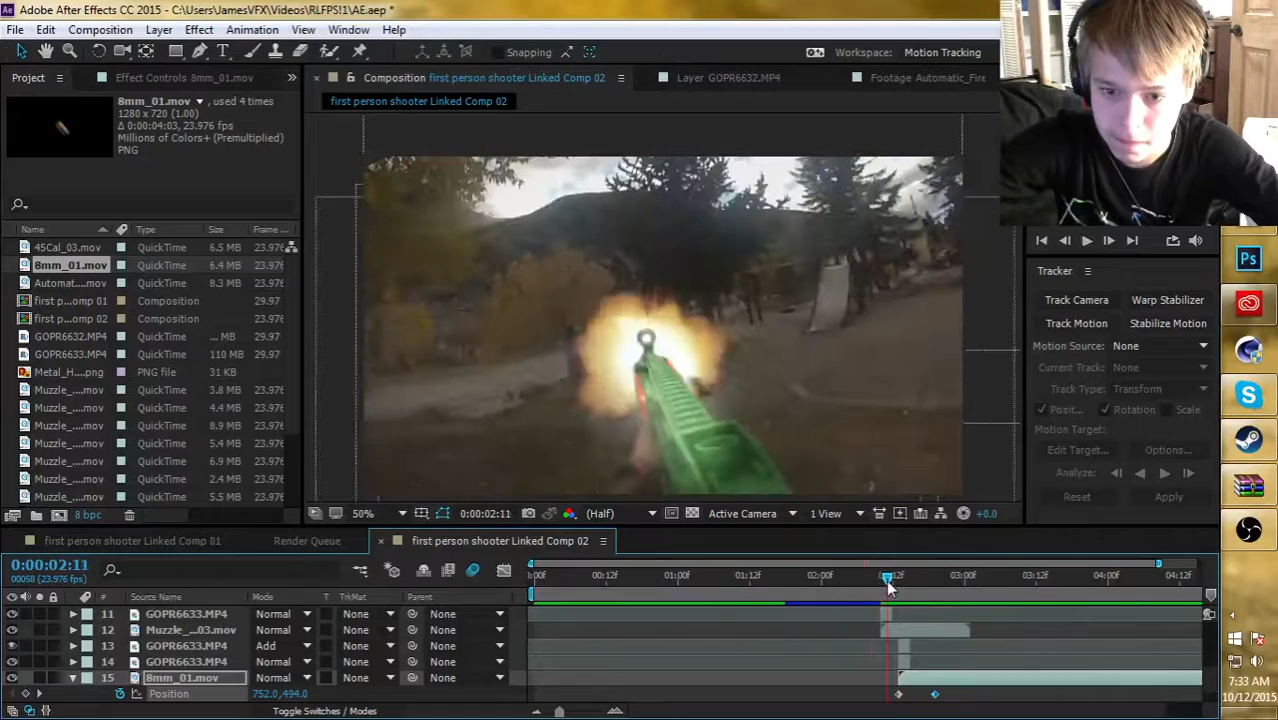 Adobe After Effects CC 2015 - C:\Users\JamesVFX\Videos\RLFPS!1\AE.aep *
File Edit Composition Layer Effect Animation View Window Help
Snapping Workspace: Motion Tracking
Project Effect Controls 8mm_01.mov Composition first person shooter Linked Comp 02 Layer GOPR6632.MP4 Footage Automatic_Fire
first person shooter Linked Comp 02
8mm_01.mov , used 4 times
1280 x 720 (1.00)
Δ 0:00:04:03, 23.976 fps
Millions of Colors+ (Premultiplied)
PNG
Name Type Size Frame...
45Cal_03.mov QuickTime 6.5 MB 23.976
8mm_01.mov QuickTime 6.4 MB 23.976
Automat....mov QuickTime 8.3 MB 23.976
first p...omp 01 Composition 29.97
first p...omp 02 Composition 29.97
GOPR6632.MP4 QuickTime ... MB 29.97
GOPR6633.MP4 QuickTime 110 MB 29.97
Metal_H....png PNG file 31 KB
Muzzle_....mov QuickTime 3.8 MB 23.976
Muzzle_....mov QuickTime 4.4 MB 23.976
Muzzle_....mov QuickTime 8.9 MB 23.976
Muzzle_....mov QuickTime 5.4 MB 23.976
Muzzle_....mov QuickTime 2.4 MB 23.976
Muzzle_....mov QuickTime 5.5 MB 23.976
8 bpc
50% 0:00:02:11 (Half) Active Camera 1 View +0.0
Tracker
Track Camera Warp Stabilizer
Track Motion Stabilize Motion
Motion Source: None
Current Track: None
Track Type: Transform
Posit... Rotation Scale
Motion Target:
Edit Target... Options...
Analyze:
Reset Apply
Ps
first person shooter Linked Comp 01 Render Queue first person shooter Linked Comp 02
0:00:02:11
00058 (23.976 fps)
:00f 00:12f 01:00f 01:12f 02:00f 12f 03:00f 03:12f 04:00f 04:12f
# Source Name Mode T TrkMat Parent
11 GOPR6633.MP4 Normal None None
12 Muzzle_...03.mov Normal None None
13 GOPR6633.MP4 Add None None
14 GOPR6633.MP4 Normal None None
15 8mm_01.mov Normal None None
Position 752.0,494.0
Toggle Switches / Modes
7:33 AM
10/12/2015